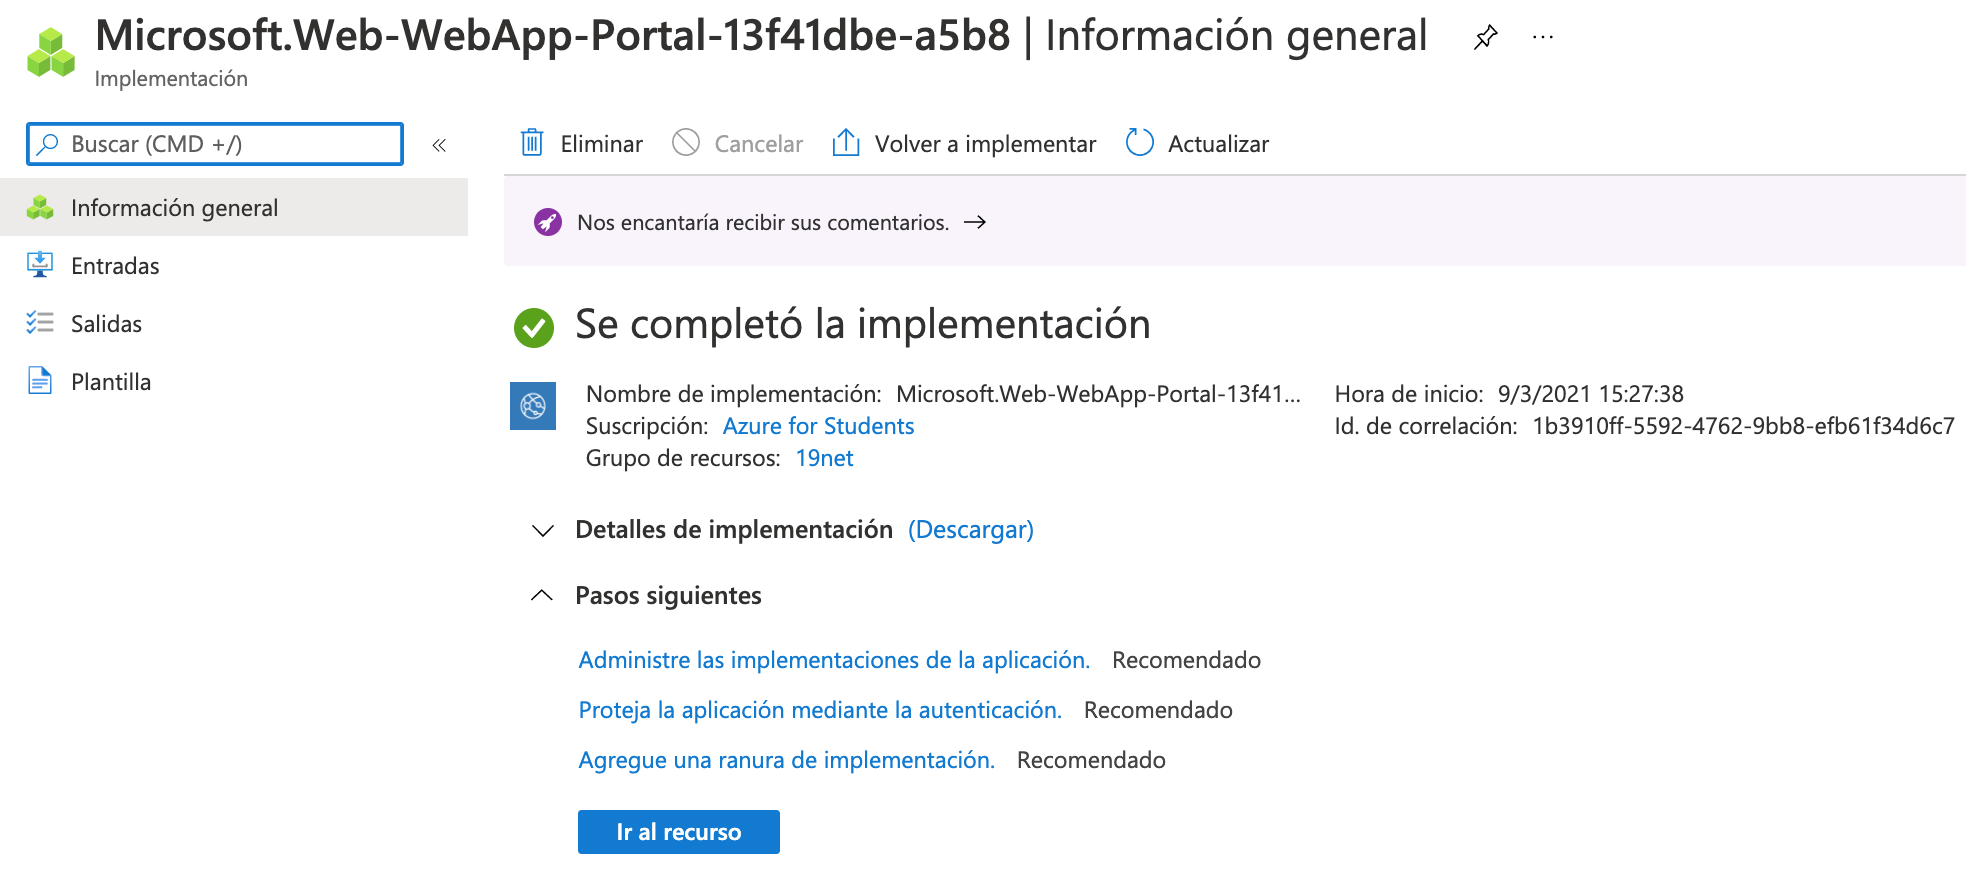 Microsoft.Web-WebApp-Portal-13f41dbe-a5b8 | Información general
Implementación
Buscar (CMD +/)
Información general
Entradas
Salidas
Plantilla
Eliminar Cancelar Volver a implementar Actualizar
Nos encantaría recibir sus comentarios. →
Se completó la implementación
Nombre de implementación: Microsoft.Web-WebApp-Portal-13f41...
Suscripción: Azure for Students
Grupo de recursos: 19net
Hora de inicio: 9/3/2021 15:27:38
Id. de correlación: 1b3910ff-5592-4762-9bb8-efb61f34d6c7
Detalles de implementación (Descargar)
Pasos siguientes
Administre las implementaciones de la aplicación. Recomendado
Proteja la aplicación mediante la autenticación. Recomendado
Agregue una ranura de implementación. Recomendado
Ir al recurso